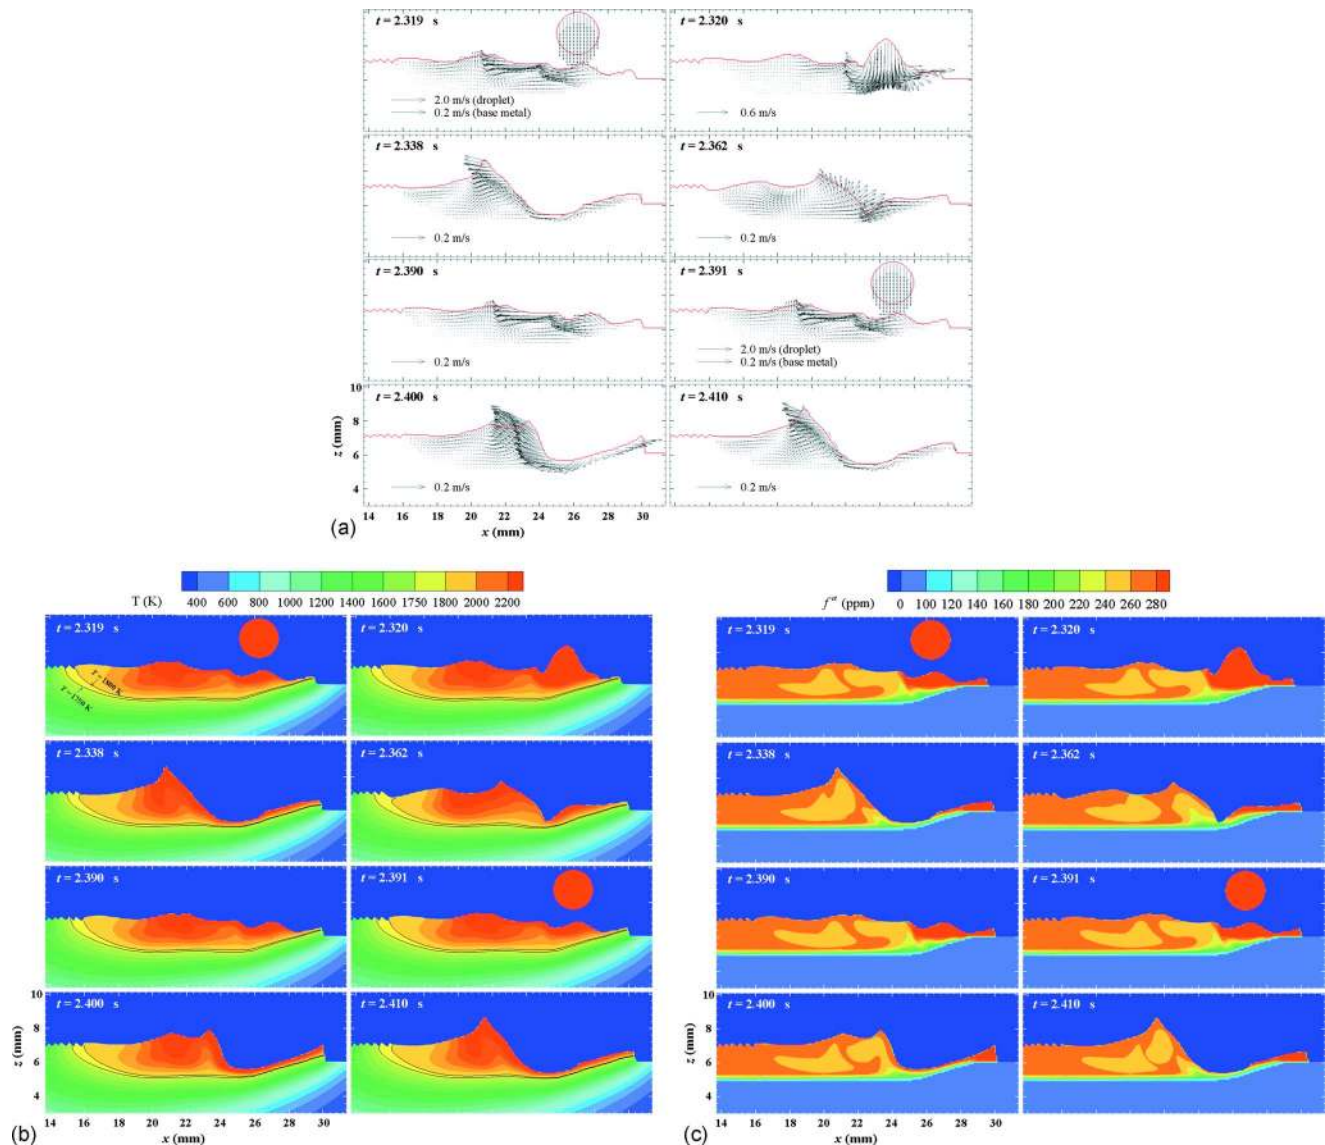 t = 2.319 s
t = 2.320 s
2.0 m/s (droplet)
0.2 m/s (base metal)
0.6 m/s
t = 2.338 s
t = 2.362 s
0.2 m/s
0.2 m/s
t = 2.390 s
t = 2.391 s
0.2 m/s
2.0 m/s (droplet)
0.2 m/s (base metal)
10
t = 2.400 s
t = 2.410 s
8
z (mm)
6
0.2 m/s
0.2 m/s
4
14 16 18 20 22 24 26 28 30
x (mm)
(a)
T (K) 400 600 800 1000 1200 1400 1600 1750 1800 2000 2200
t = 2.319 s
t = 2.320 s
T = 1800 K
T = 1750 K
t = 2.338 s
t = 2.362 s
t = 2.390 s
t = 2.391 s
10
t = 2.400 s
t = 2.410 s
8
z (mm)
6
4
14 16 18 20 22 24 26 28 30
x (mm)
(b)
f^α (ppm) 0 100 120 140 160 180 200 220 240 260 280
t = 2.319 s
t = 2.320 s
t = 2.338 s
t = 2.362 s
t = 2.390 s
t = 2.391 s
10
t = 2.400 s
t = 2.410 s
8
z (mm)
6
4
14 16 18 20 22 24 26 28 30
x (mm)
(c)